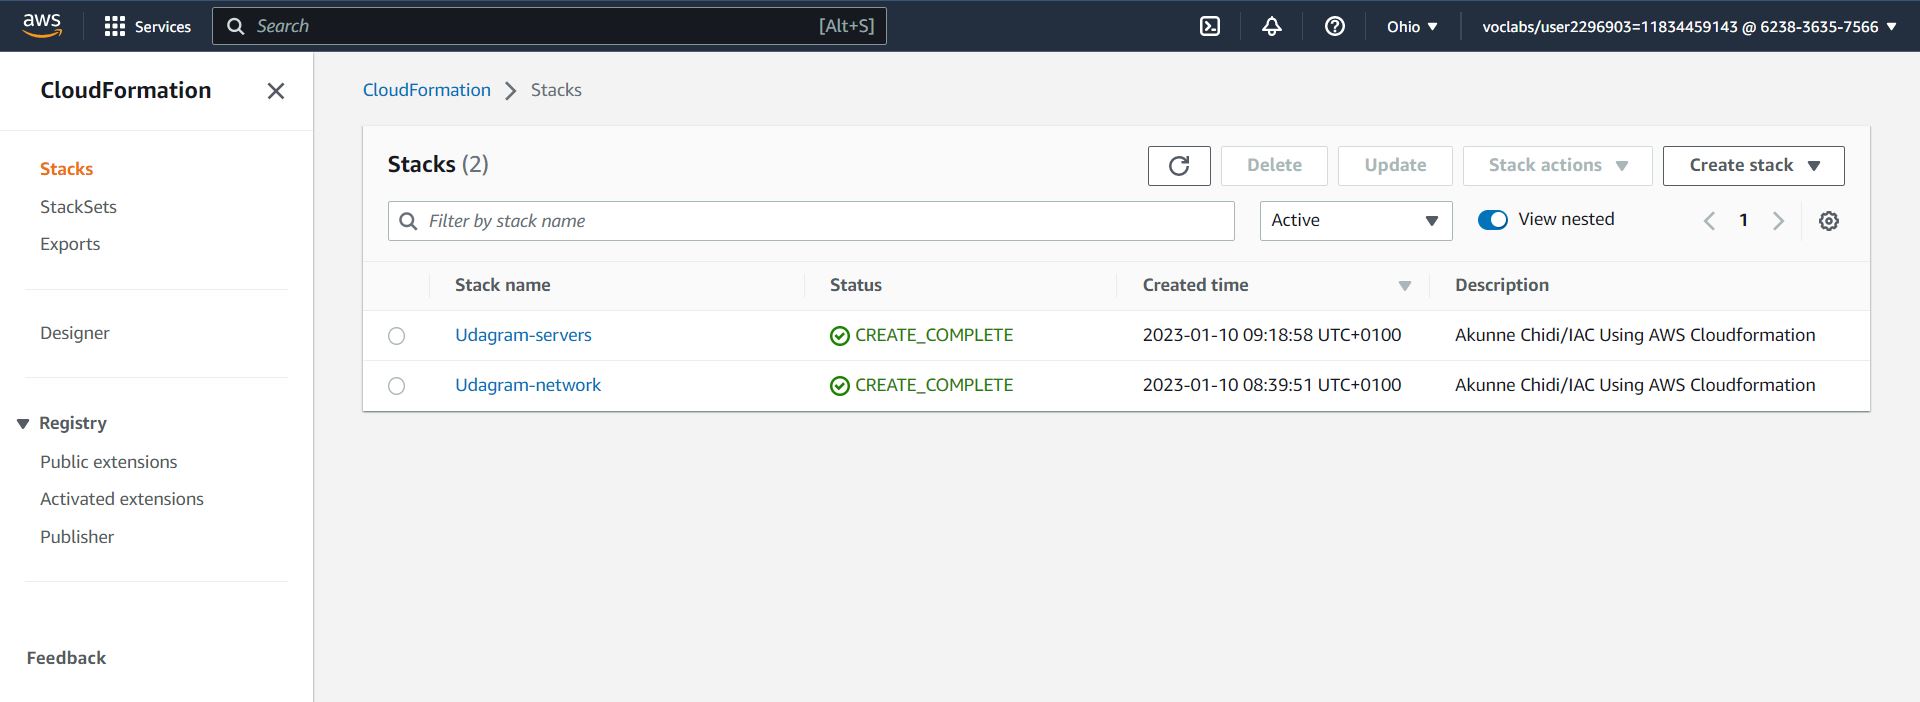 aws Services Search [Alt+S] Ohio voclabs/user2296903=11834459143 @ 6238-3635-7566
CloudFormation
Stacks
StackSets
Exports
Designer
Registry
Public extensions
Activated extensions
Publisher
Feedback
CloudFormation Stacks
Stacks (2) Delete Update Stack actions Create stack
Filter by stack name Active View nested 1
Stack name Status Created time Description
Udagram-servers CREATE_COMPLETE 2023-01-10 09:18:58 UTC+0100 Akunne Chidi/IAC Using AWS Cloudformation
Udagram-network CREATE_COMPLETE 2023-01-10 08:39:51 UTC+0100 Akunne Chidi/IAC Using AWS Cloudformation